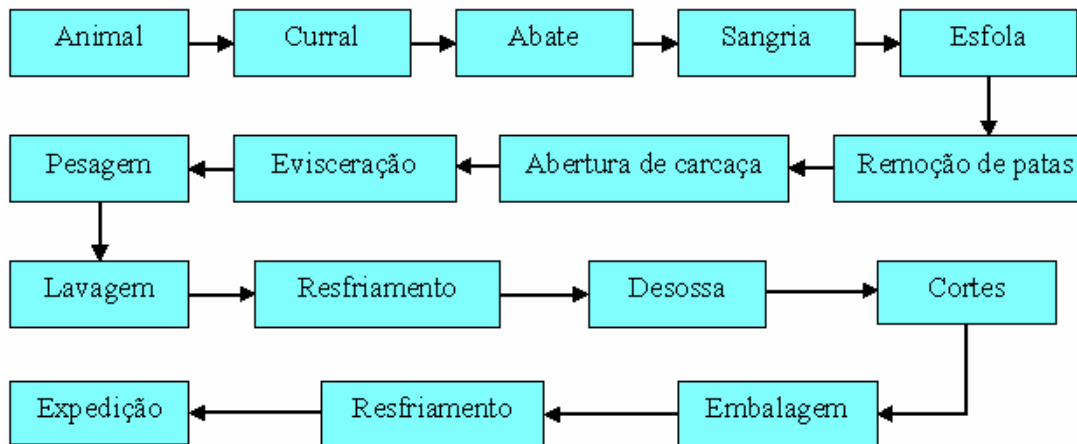 Animal
Curral
Abate
Sangria
Esfola
Remoção de patas
Abertura de carcaça
Evisceração
Pesagem
Lavagem
Resfriamento
Desossa
Cortes
Embalagem
Resfriamento
Expedição